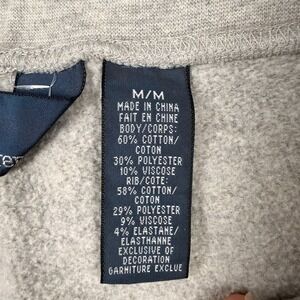 M/M
MADE IN CHINA
FAIT EN CHINE
BODY/CORPS:
60% COTTON/
COTON
30% POLYESTER
10% VISCOSE
RIB/COTE:
58% COTTON/
COTON
29% POLYESTER
9% VISCOSE
4% ELASTANE/
ELASTHANNE
EXCLUSIVE OF
DECORATION
GARNITURE EXCLUE